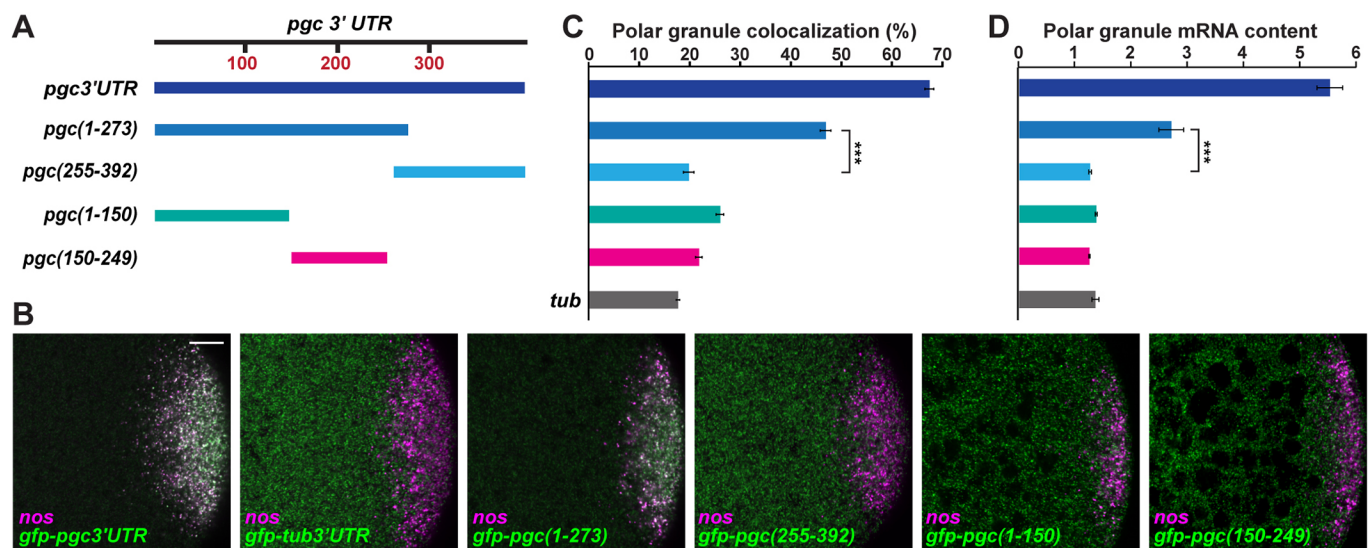 A
pgc 3' UTR
100 200 300
pgc3'UTR
pgc(1-273)
pgc(255-392)
pgc(1-150)
pgc(150-249)
C
Polar granule colocalization (%)
0 10 20 30 40 50 60 70
***
tub
D
Polar granule mRNA content
0 1 2 3 4 5 6
***
B
nos
gfp-pgc3'UTR
nos
gfp-tub3'UTR
nos
gfp-pgc(1-273)
nos
gfp-pgc(255-392)
nos
gfp-pgc(1-150)
nos
gfp-pgc(150-249)